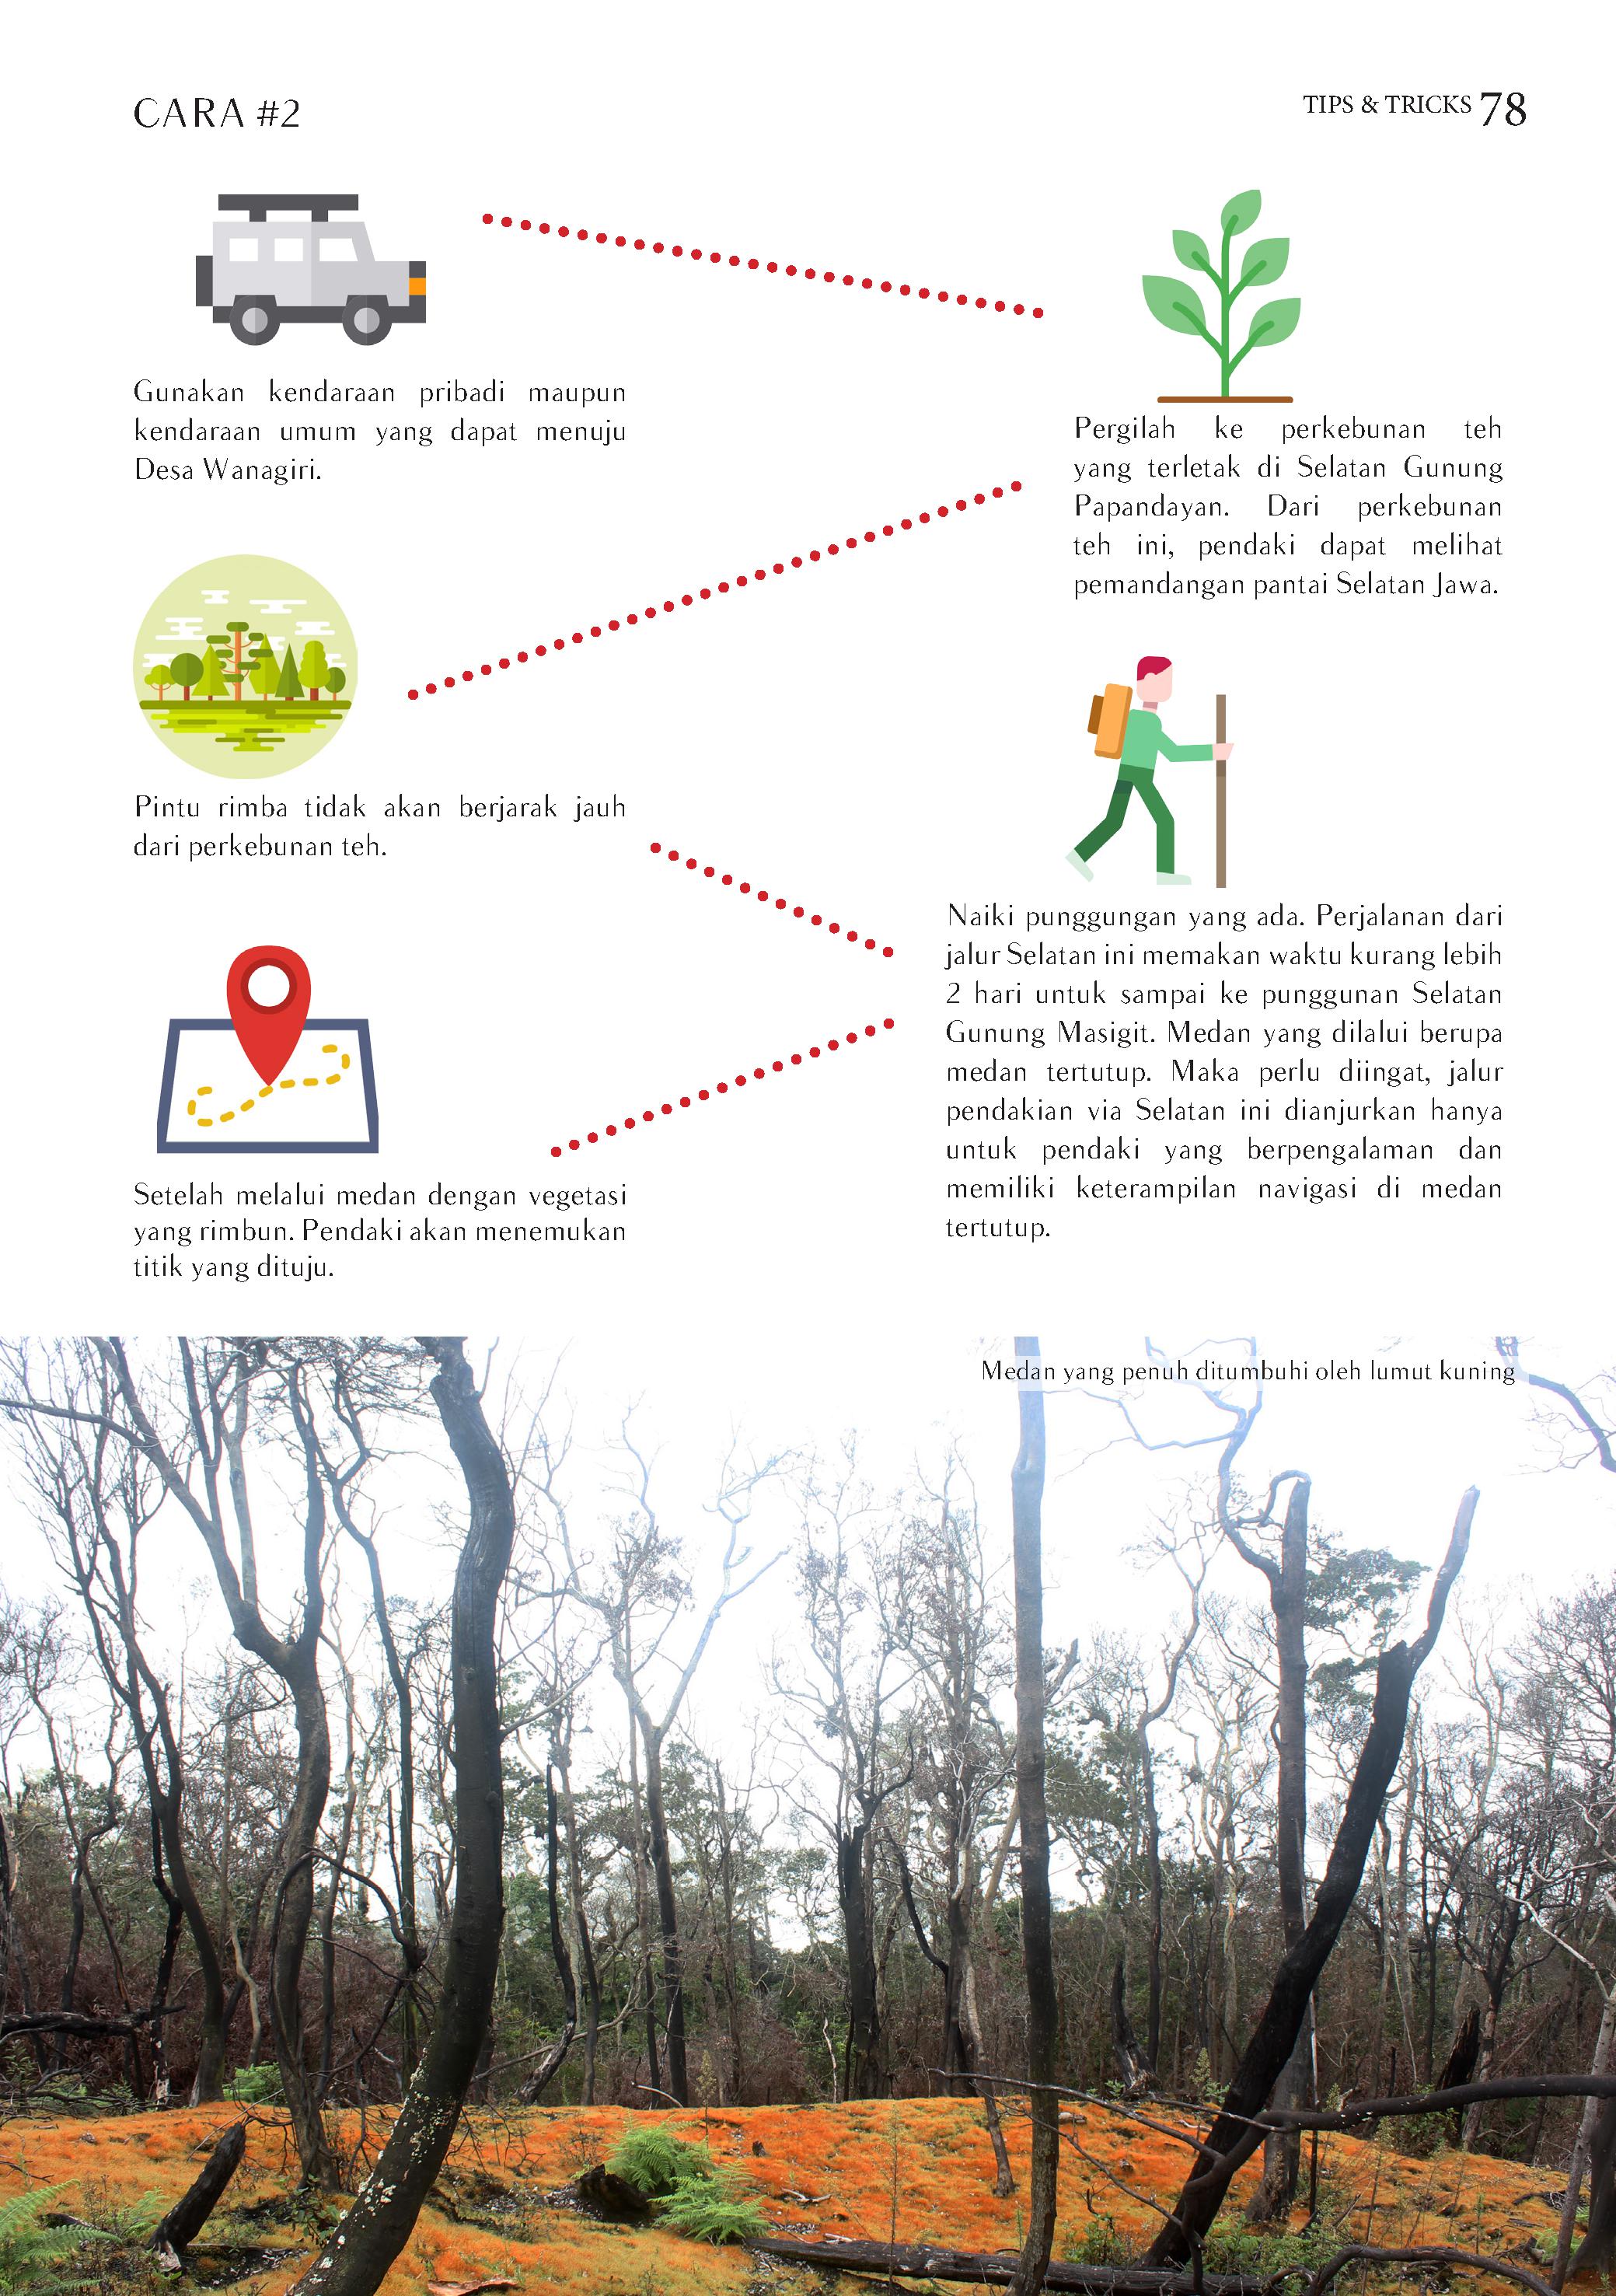 CARA #2
TIPS & TRICKS 78
Gunakan kendaraan pribadi maupun
kendaraan umum yang dapat menuju
Desa Wanagiri.
Pergilah ke perkebunan teh
yang terletak di Selatan Gunung
Papandayan. Dari perkebunan
teh ini, pendaki dapat melihat
pemandangan pantai Selatan Jawa.
Pintu rimba tidak akan berjarak jauh
dari perkebunan teh.
Naiki punggungan yang ada. Perjalanan dari
jalur Selatan ini memakan waktu kurang lebih
2 hari untuk sampai ke punggunan Selatan
Gunung Masigit. Medan yang dilalui berupa
medan tertutup. Maka perlu diingat, jalur
pendakian via Selatan ini dianjurkan hanya
untuk pendaki yang berpengalaman dan
memiliki keterampilan navigasi di medan
tertutup.
Setelah melalui medan dengan vegetasi
yang rimbun. Pendaki akan menemukan
titik yang dituju.
Medan yang penuh ditumbuhi oleh lumut kuning